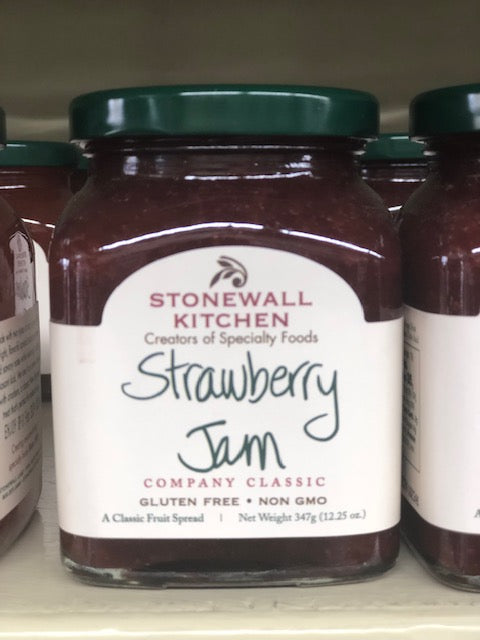 STONEWALL
KITCHEN
Creators of Specialty Foods
Strawberry
Jam
COMPANY CLASSIC
GLUTEN FREE • NON GMO
A Classic Fruit Spread | Net Weight 347g (12.25 oz.)